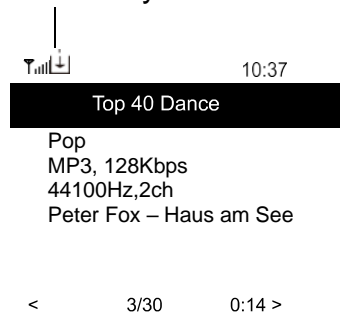 10:37
Top 40 Dance
Pop
MP3, 128Kbps
44100Hz,2ch
Peter Fox – Haus am See
< 3/30 0:14 >